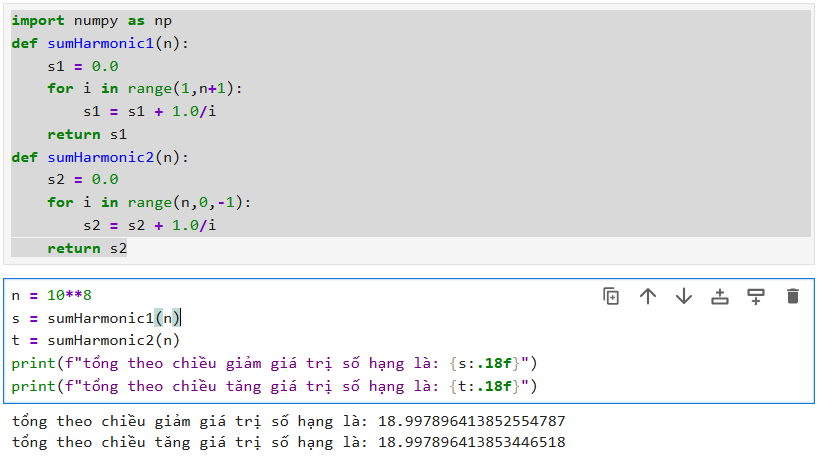 import numpy as np
def sumHarmonic1(n):
    s1 = 0.0
    for i in range(1,n+1):
        s1 = s1 + 1.0/i
    return s1
def sumHarmonic2(n):
    s2 = 0.0
    for i in range(n,0,-1):
        s2 = s2 + 1.0/i
    return s2
n = 10**8
s = sumHarmonic1(n)
t = sumHarmonic2(n)
print(f"tổng theo chiều giảm giá trị số hạng là: {s:.18f}")
print(f"tổng theo chiều tăng giá trị số hạng là: {t:.18f}")
tổng theo chiều giảm giá trị số hạng là: 18.997896413852554787
tổng theo chiều tăng giá trị số hạng là: 18.997896413853446518